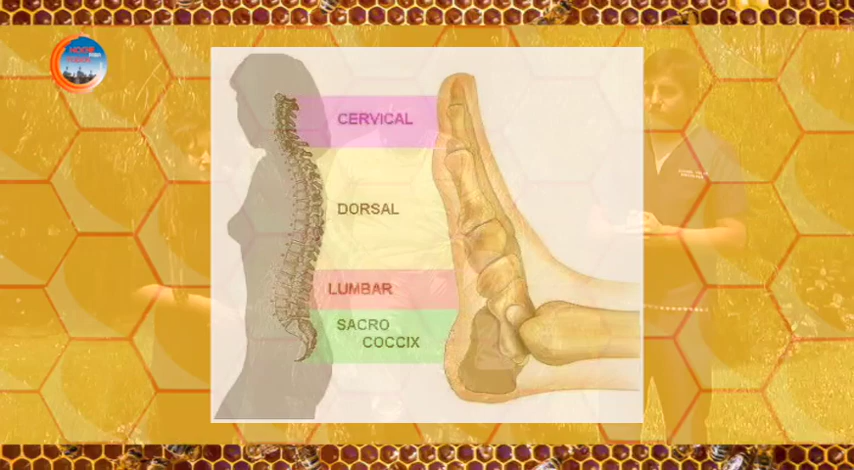 CERVICAL
DORSAL
LUMBAR
SACRO
COCCIX